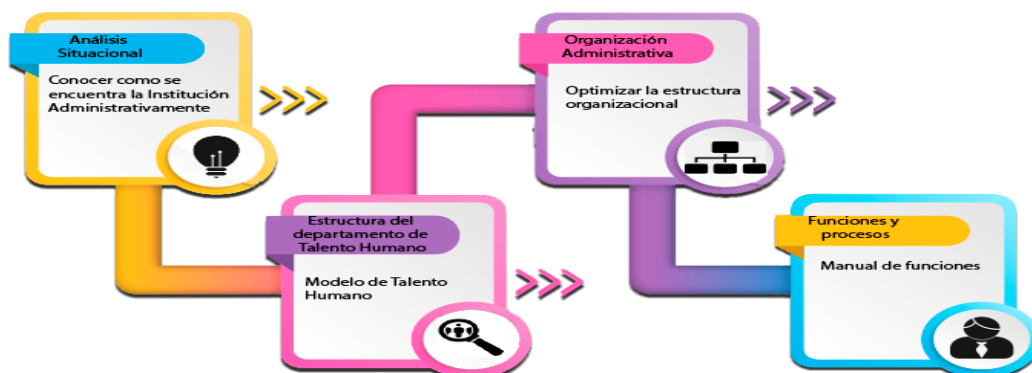 Análisis
Situacional
Conocer como se
encuentra la Institución
Administrativamente
Estructura del
departamento de
Talento Humano
Modelo de Talento
Humano
Organización
Administrativa
Optimizar la estructura
organizacional
Funciones y
procesos
Manual de funciones